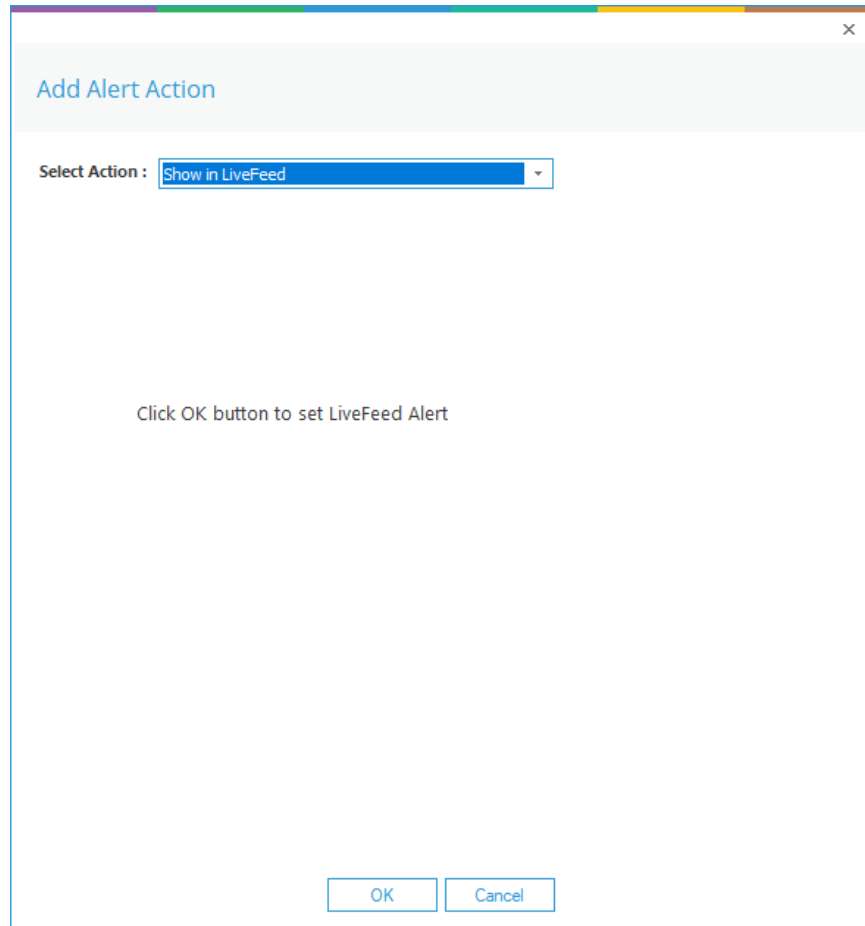 Add Alert Action
Select Action : Show in LiveFeed
Click OK button to set LiveFeed Alert
OK Cancel